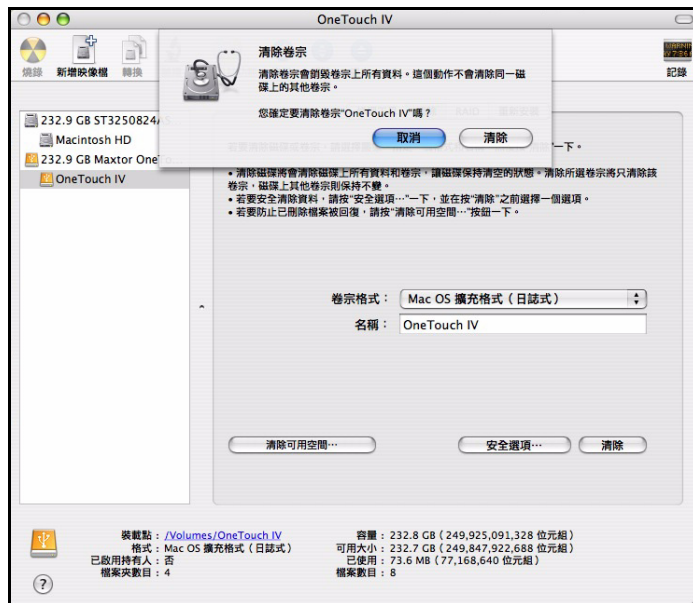 OneTouch IV
燒錄 新增映像檔 轉換
記錄
清除卷宗
清除卷宗會銷毀卷宗上所有資料。這個動作不會清除同一磁
碟上的其他卷宗。
您確定要清除卷宗“OneTouch IV”嗎？
取消 清除
232.9 GB ST3250824A
Macintosh HD
232.9 GB Maxtor One
OneTouch IV
一下。
• 清除磁碟將會清除磁碟上所有資料和卷宗，讓磁碟保持清空的狀態。清除所選卷宗將只清除該
卷宗，磁碟上其他卷宗則保持不變。
• 若要安全清除資料，請按“安全選項…”一下，並在按“清除”之前選擇一個選項。
• 若要防止已刪除檔案被回復，請按“清除可用空間…”按鈕一下。
卷宗格式： Mac OS 擴充格式（日誌式）
名稱： OneTouch IV
清除可用空間… 安全選項… 清除
裝載點： /Volumes/OneTouch IV
格式： Mac OS 擴充格式（日誌式）
已啟用持有人： 否
檔案夾數目： 4
容量： 232.8 GB（249,925,091,328 位元組）
可用大小： 232.7 GB（249,847,922,688 位元組）
已使用： 73.6 MB（77,168,640 位元組）
檔案數目： 8